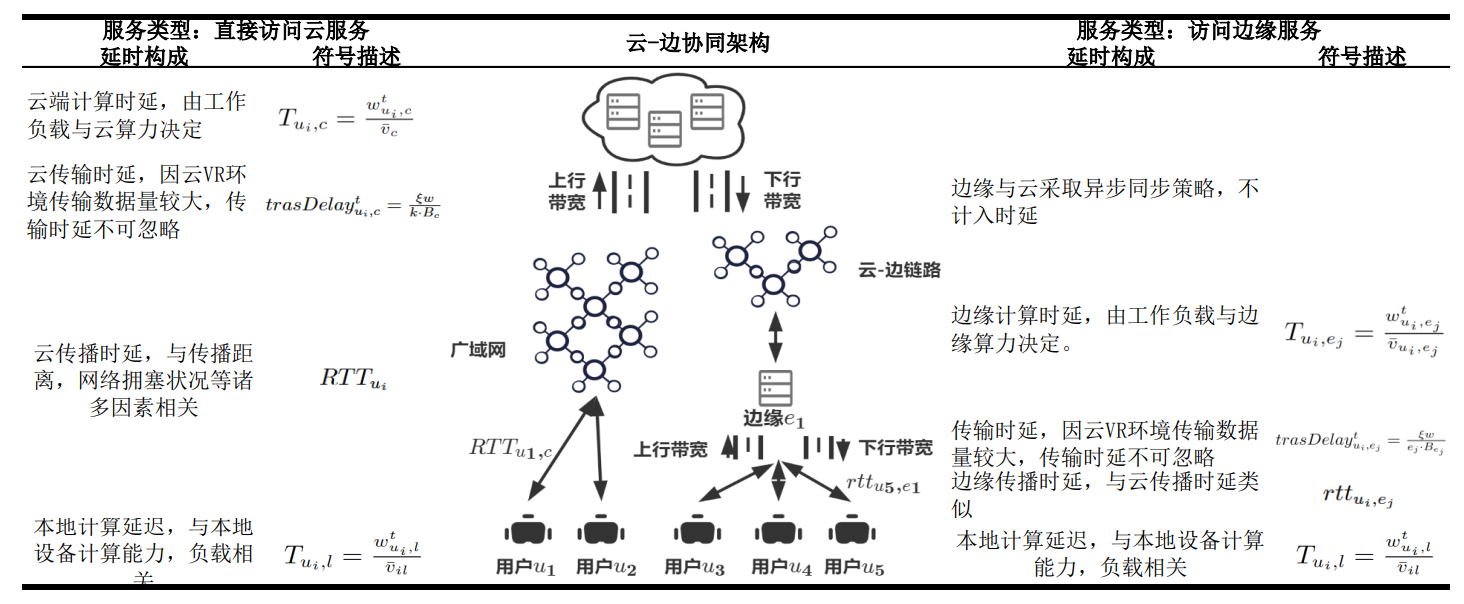 服务类型：直接访问云服务
延时构成 符号描述
云-边协同架构
服务类型：访问边缘服务
延时构成 符号描述
云端计算时延，由工作
负载与云算力决定
$T_{u_i,c} = \frac{w^t_{u_i,c}}{\bar{v}_c}$
云传输时延，因云VR环
境传输数据量较大，传
输时延不可忽略
$trasDelay^t_{u_i,c} = \frac{\xi w}{k \cdot B_c}$
云传播时延，与传播距
离，网络拥塞状况等诸
多因素相关
$RTT_{u_i}$
本地计算延迟，与本地
设备计算能力，负载相
关
$T_{u_i,l} = \frac{w^t_{u_i,l}}{\bar{v}_{il}}$
上行
带宽
下行
带宽
云-边链路
广域网
边缘$e_1$
上行带宽
下行带宽
$RTT_{u_1,c}$
$rtt_{u_5,e_1}$
用户$u_1$ 用户$u_2$ 用户$u_3$ 用户$u_4$ 用户$u_5$
边缘与云采取异步同步策略，不
计入时延
边缘计算时延，由工作负载与边
缘算力决定。
$T_{u_i,e_j} = \frac{w^t_{u_i,e_j}}{\bar{v}_{u_i,e_j}}$
传输时延，因云VR环境传输数据
量较大，传输时延不可忽略
$trasDelay^t_{u_i,e_j} = \frac{\xi w}{e_j \cdot B_{e_j}}$
边缘传播时延，与云传播时延类
似
$rtt_{u_i,e_j}$
本地计算延迟，与本地设备计算
能力，负载相关
$T_{u_i,l} = \frac{w^t_{u_i,l}}{\bar{v}_{il}}$